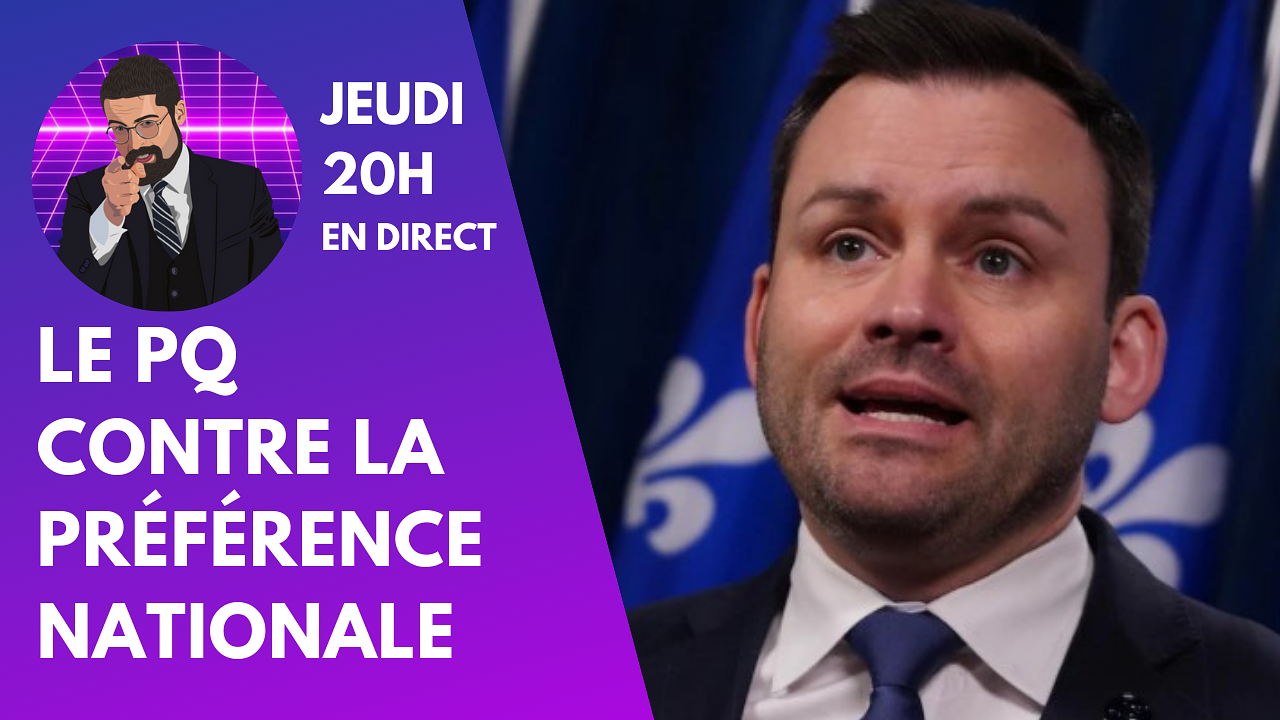 JEUDI
20H
EN DIRECT
LE PQ
CONTRE LA
PRÉFÉRENCE
NATIONALE